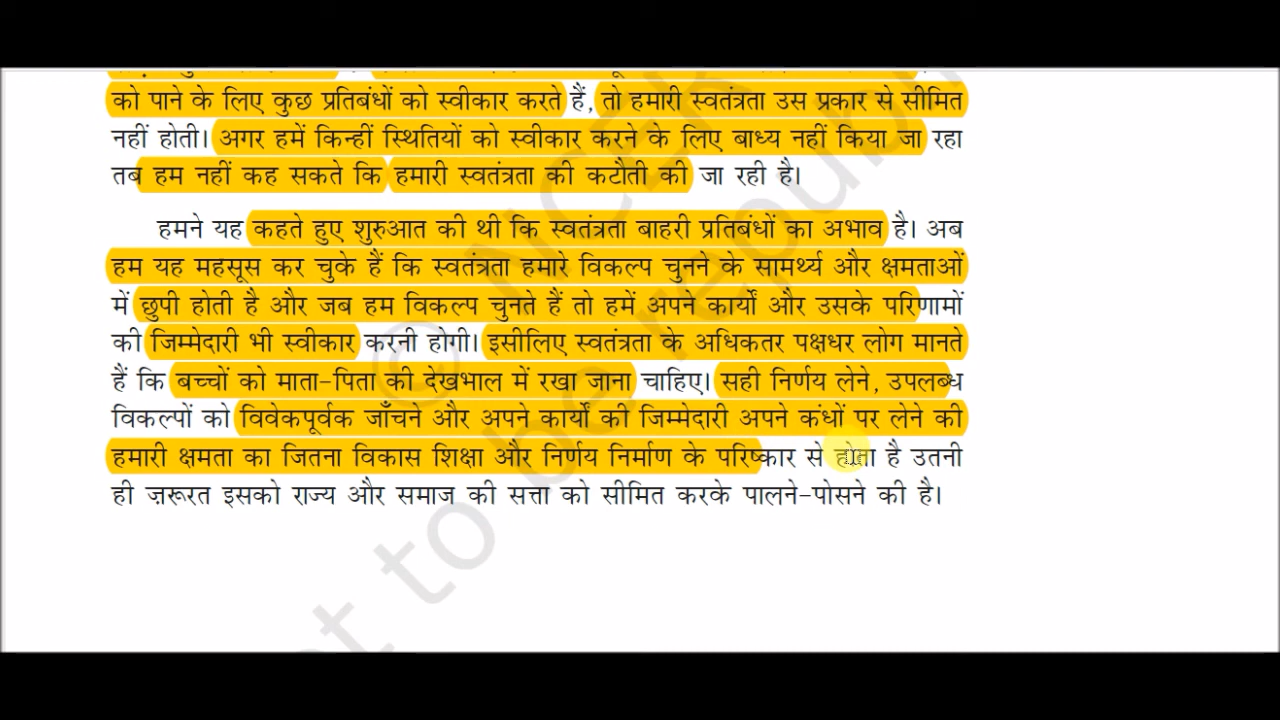 को पाने के लिए कुछ प्रतिबंधों को स्वीकार करते हैं, तो हमारी स्वतंत्रता उस प्रकार से सीमित
नहीं होती। अगर हमें किन्हीं स्थितियों को स्वीकार करने के लिए बाध्य नहीं किया जा रहा
तब हम नहीं कह सकते कि हमारी स्वतंत्रता की कटौती की जा रही है।
हमने यह कहते हुए शुरुआत की थी कि स्वतंत्रता बाहरी प्रतिबंधों का अभाव है। अब
हम यह महसूस कर चुके हैं कि स्वतंत्रता हमारे विकल्प चुनने के सामर्थ्य और क्षमताओं
में छुपी होती है और जब हम विकल्प चुनते हैं तो हमें अपने कार्यों और उसके परिणामों
की जिम्मेदारी भी स्वीकार करनी होगी। इसीलिए स्वतंत्रता के अधिकतर पक्षधर लोग मानते
हैं कि बच्चों को माता-पिता की देखभाल में रखा जाना चाहिए। सही निर्णय लेने, उपलब्ध
विकल्पों को विवेकपूर्वक जाँचने और अपने कार्यों की जिम्मेदारी अपने कंधों पर लेने की
हमारी क्षमता का जितना विकास शिक्षा और निर्णय निर्माण के परिष्कार से होता है उतनी
ही ज़रूरत इसको राज्य और समाज की सत्ता को सीमित करके पालने-पोसने की है।